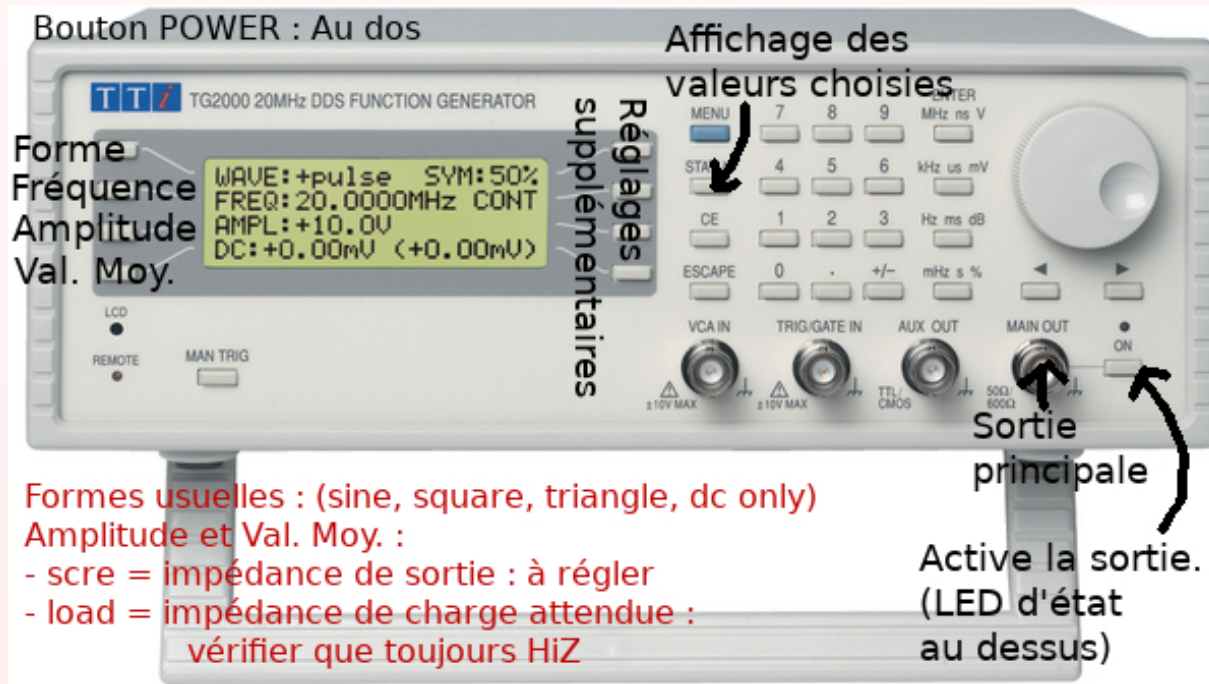 Bouton POWER : Au dos
Affichage des
valeurs choisies
TTi TG2000 20MHz DDS FUNCTION GENERATOR
Réglages
supplémentaires
Forme
Fréquence
Amplitude
Val. Moy.
WAVE:+pulse SYM:50%
FREQ:20.0000MHz CONT
AMPL:+10.0V
DC:+0.00mV (+0.00mV)
MENU 7 8 9 MHz ns V
4 5 6 kHz us mV
CE 1 2 3 Hz ms dB
ESCAPE 0 . +/- mHz s %
LCD
REMOTE
MAN TRIG
VCA IN TRIG/GATE IN AUX OUT MAIN OUT ON
±10V MAX ±10V MAX TTL/CMOS 50Ω/600Ω
Sortie
principale
Formes usuelles : (sine, square, triangle, dc only)
Amplitude et Val. Moy. :
- scre = impédance de sortie : à régler
- load = impédance de charge attendue :
vérifier que toujours HiZ
Active la sortie.
(LED d'état
au dessus)